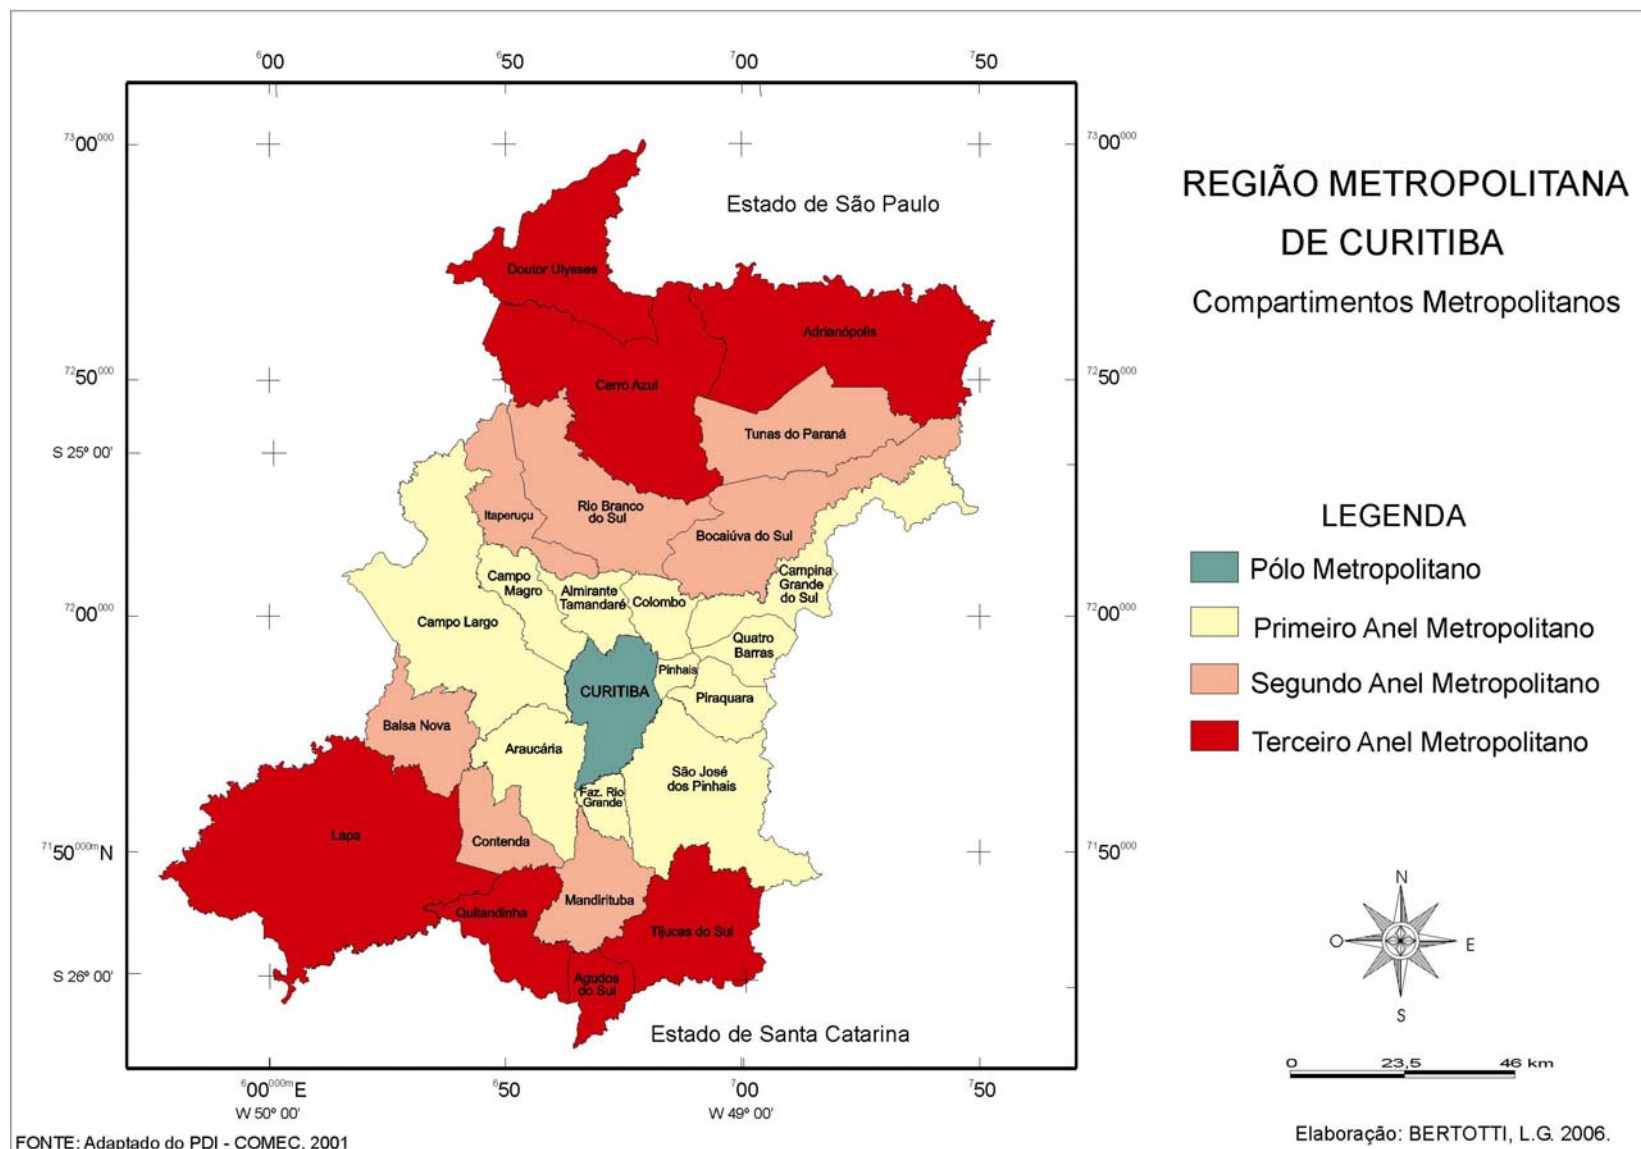 600 650 700 750
7300000 7300000
REGIÃO METROPOLITANA
DE CURITIBA
Compartimentos Metropolitanos
Estado de São Paulo
Doutor Ulysses
Adrianópolis
7250000 7250000
Cerro Azul
Tunas do Paraná
S 25º 00'
Rio Branco
do Sul
Itaperuçu
Bocaiúva do Sul
LEGENDA
Pólo Metropolitano
Primeiro Anel Metropolitano
Segundo Anel Metropolitano
Terceiro Anel Metropolitano
Campina
Grande
do Sul
Campo
Magro
Almirante
Tamandaré
Colombo
7200000 7200000
Campo Largo
Quatro
Barras
Pinhais
CURITIBA
Piraquara
Balsa Nova
Araucária
São José
dos Pinhais
Faz. Rio
Grande
Lapa
Contenda
7150000m N 7150000
Mandirituba
Quitandinha
Tijucas do Sul
N
O E
S
S 26º 00'
Agudos
do Sul
Estado de Santa Catarina
0 23,5 46 km
600000m E 650 700 750
W 50º 00' W 49º 00'
Elaboração: BERTOTTI, L.G. 2006.
FONTE: Adaptado do PDI - COMEC. 2001